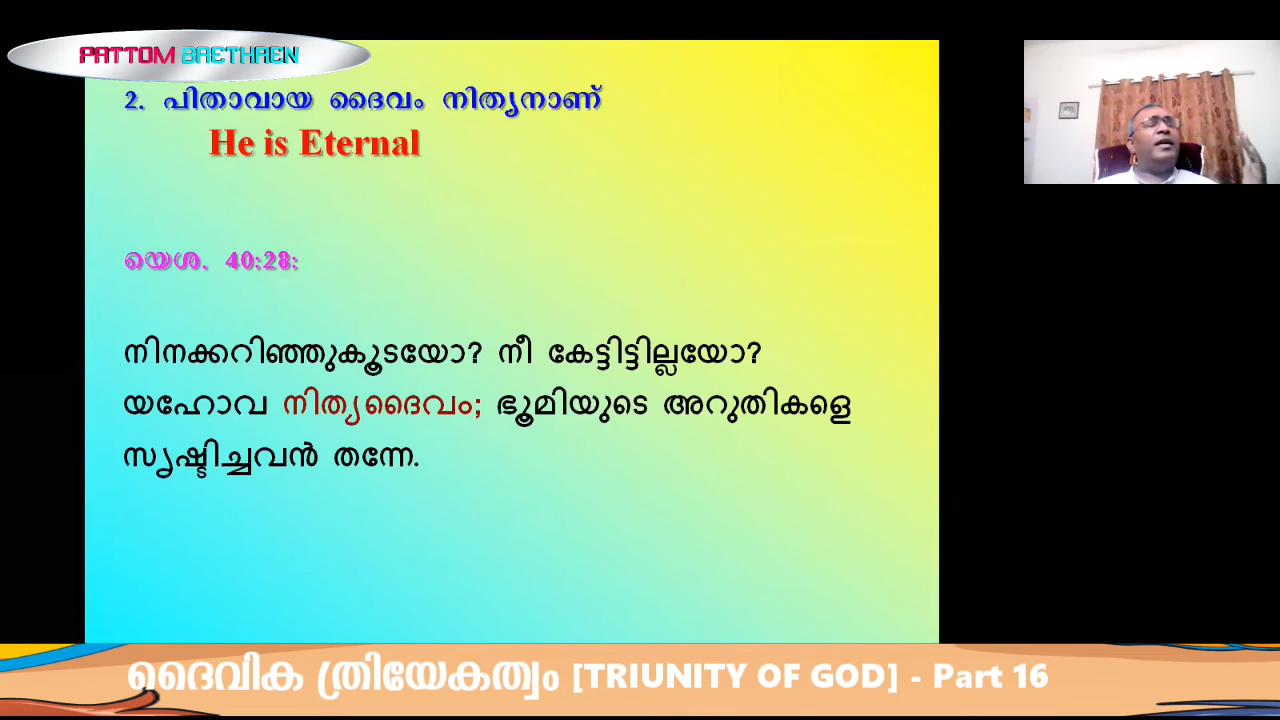 PATTOM BRETHREN
2. പിതാവായ ദൈവം നിത്യനാണ്
He is Eternal
യെശ. 40:28:
നിനക്കറിഞ്ഞുകൂടയോ? നീ കേട്ടിട്ടില്ലയോ?
യഹോവ നിത്യദൈവം; ഭൂമിയുടെ അറുതികളെ
സൃഷ്ടിച്ചവൻ തന്നേ.
ദൈവിക ത്രിയേകത്വം [TRIUNITY OF GOD] - Part 16